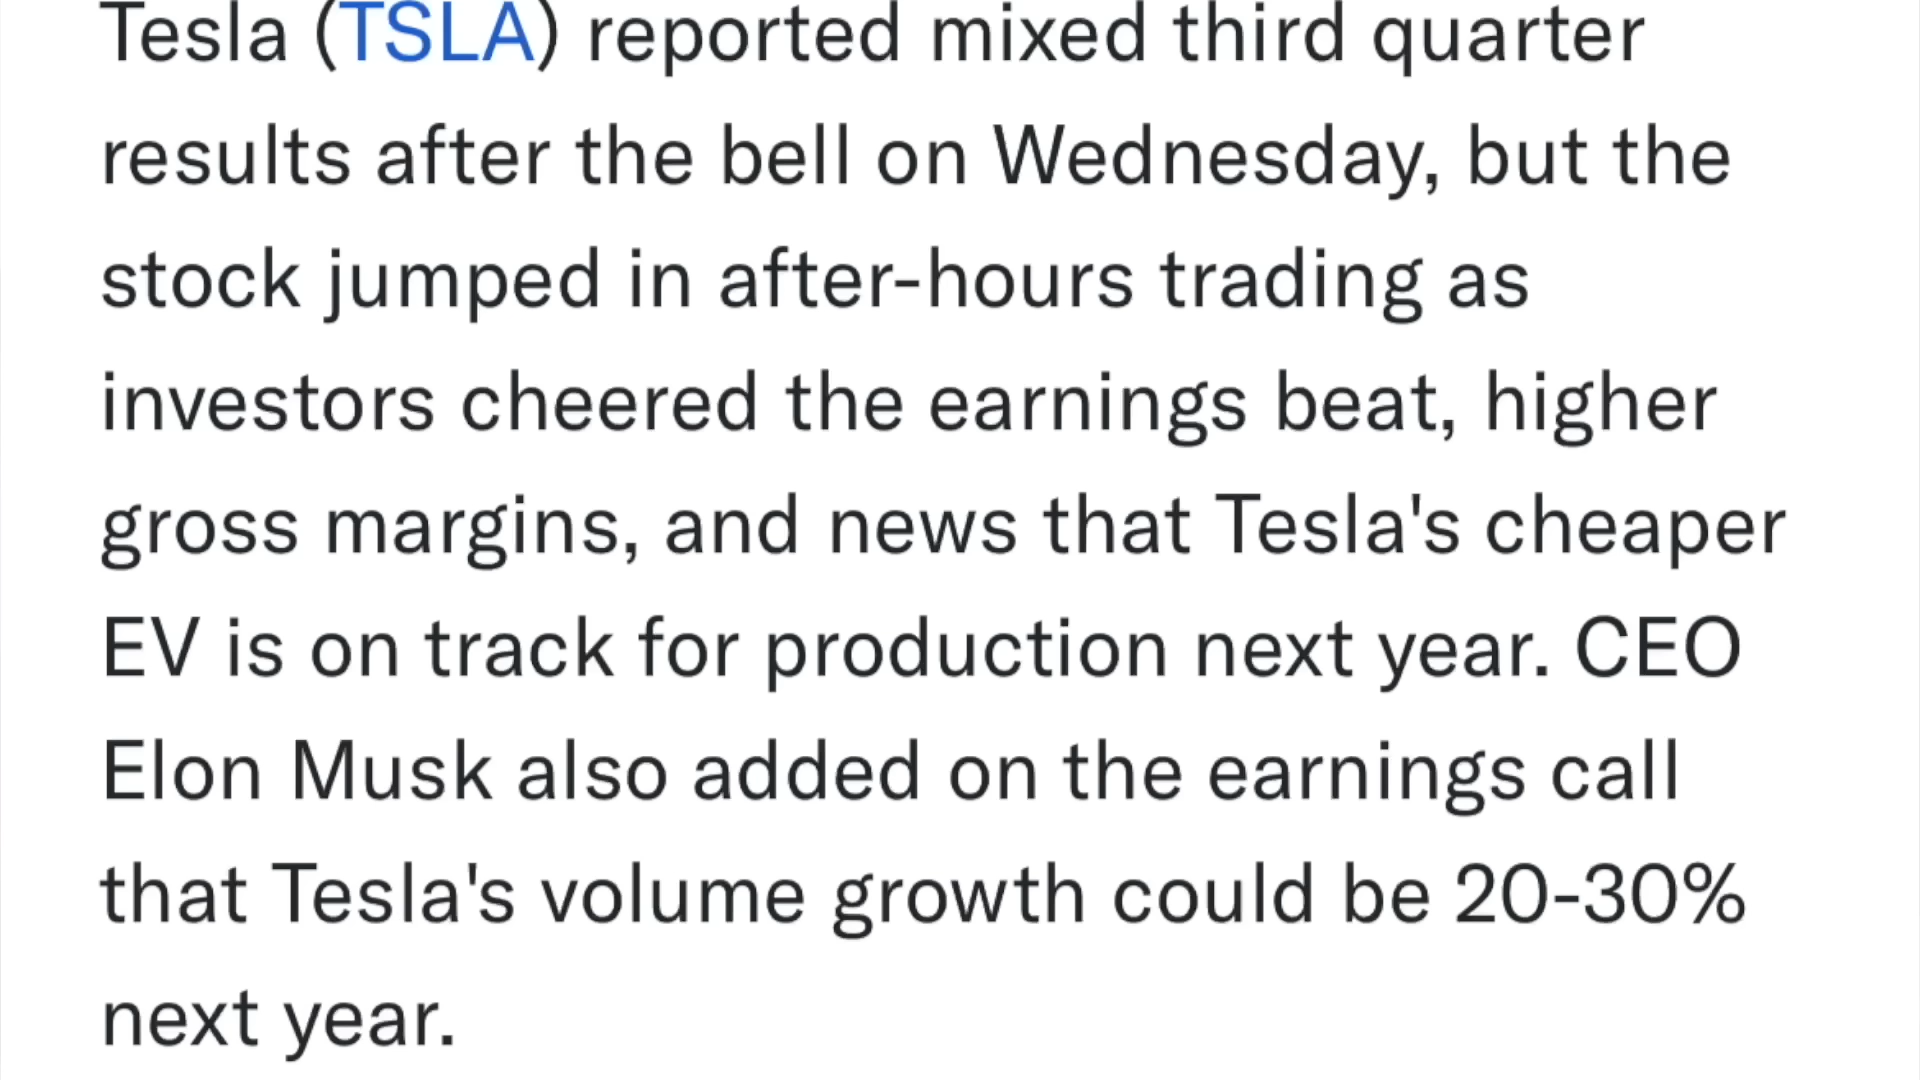 Tesla (TSLA) reported mixed third quarter
results after the bell on Wednesday, but the
stock jumped in after-hours trading as
investors cheered the earnings beat, higher
gross margins, and news that Tesla's cheaper
EV is on track for production next year. CEO
Elon Musk also added on the earnings call
that Tesla's volume growth could be 20-30%
next year.